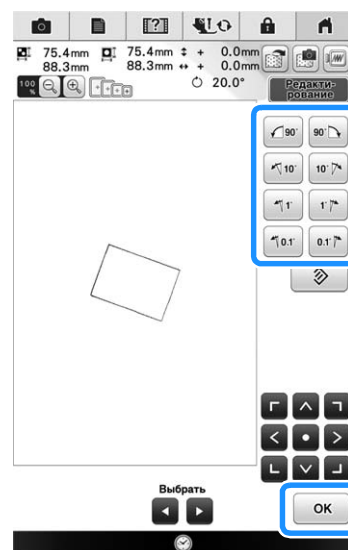 75.4mm 75.4mm + 0.0mm
88.3mm 88.3mm + 0.0mm
100 % 20.0°
Редакти-
рование
90° 90°
10° 10°
1° 1°
0.1° 0.1°
Выбрать
OK